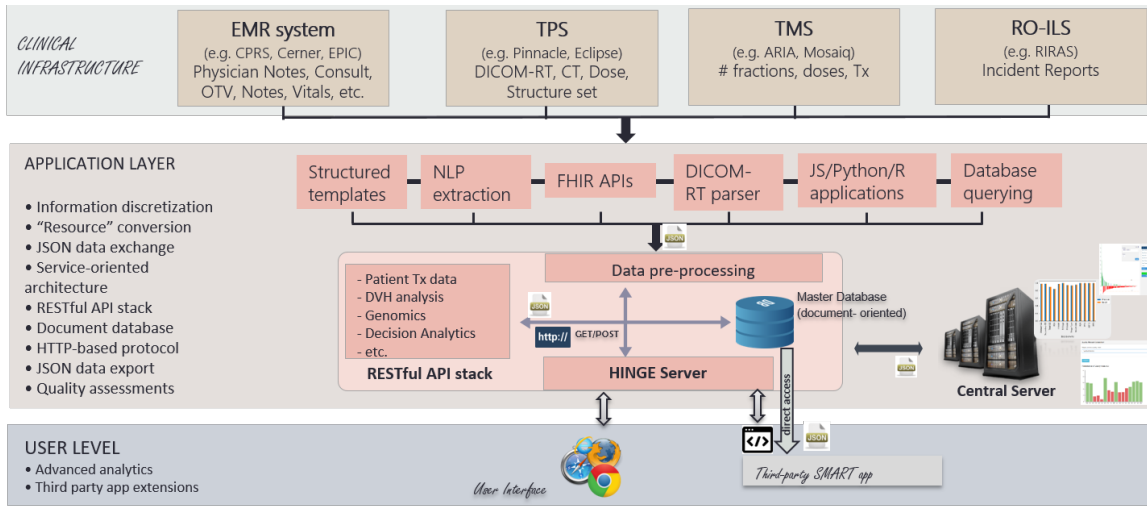 CLINICAL
INFRASTRUCTURE
EMR system
(e.g. CPRS, Cerner, EPIC)
Physician Notes, Consult,
OTV, Notes, Vitals, etc.
TPS
(e.g. Pinnacle, Eclipse)
DICOM-RT, CT, Dose,
Structure set
TMS
(e.g. ARIA, Mosaiq)
# fractions, doses, Tx
RO-ILS
(e.g. RIRAS)
Incident Reports
APPLICATION LAYER
• Information discretization
• “Resource” conversion
• JSON data exchange
• Service-oriented
architecture
• RESTful API stack
• Document database
• HTTP-based protocol
• JSON data export
• Quality assessments
Structured
templates
NLP
extraction
FHIR APIs
DICOM-
RT parser
JS/Python/R
applications
Database
querying
JSON
Data pre-processing
- Patient Tx data
- DVH analysis
- Genomics
- Decision Analytics
- etc.
JSON
http://
GET/POST
Master Database
(document- oriented)
RESTful API stack
HINGE Server
JSON
Central Server
direct access
USER LEVEL
• Advanced analytics
• Third party app extensions
User Interface
</>
JSON
Third-party SMART app